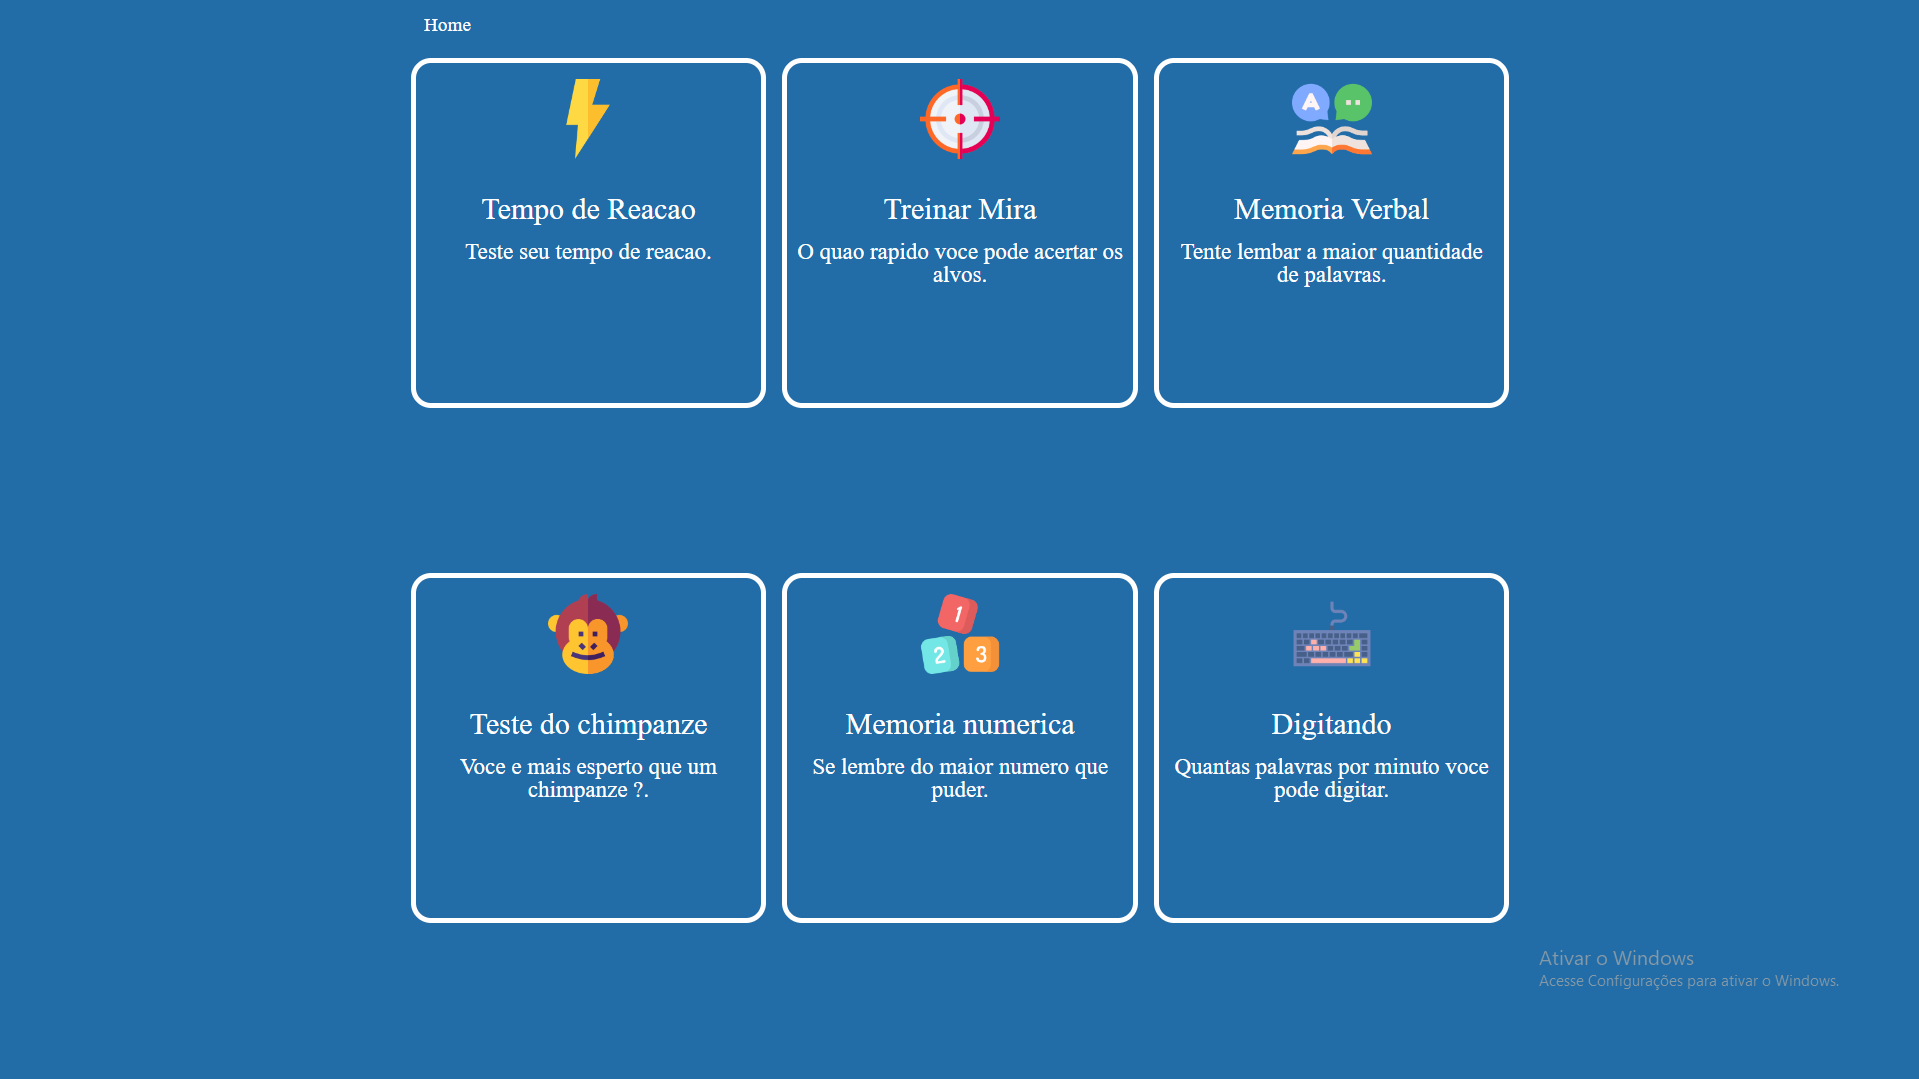 Home
Tempo de Reacao
Teste seu tempo de reacao.
Treinar Mira
O quao rapido voce pode acertar os
alvos.
A
Memoria Verbal
Tente lembar a maior quantidade
de palavras.
Teste do chimpanze
Voce e mais esperto que um
chimpanze ?.
1
2 3
Memoria numerica
Se lembre do maior numero que
puder.
Digitando
Quantas palavras por minuto voce
pode digitar.
Ativar o Windows
Acesse Configurações para ativar o Windows.